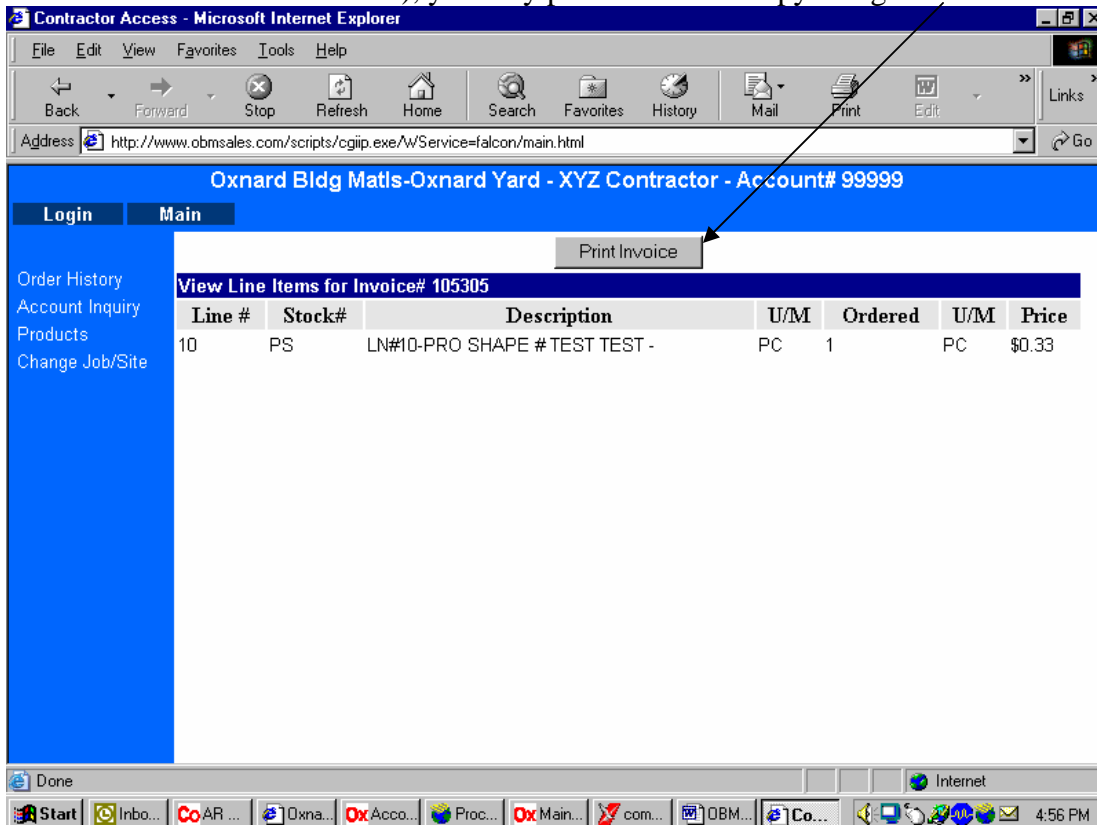 Contractor Access - Microsoft Internet Explorer
File Edit View Favorites Tools Help
Back Forward Stop Refresh Home Search Favorites History Mail Print Edit » Links »
Address http://www.obmsales.com/scripts/cgiip.exe/WService=falcon/main.html Go
Oxnard Bldg Matls-Oxnard Yard - XYZ Contractor - Account# 99999
Login Main
Print Invoice
Order History
Account Inquiry
Products
Change Job/Site
View Line Items for Invoice# 105305
Line # Stock# Description U/M Ordered U/M Price
10 PS LN#10-PRO SHAPE # TEST TEST - PC 1 PC $0.33
Done Internet
Start Inbo... Co AR ... Oxna... Ox Acco... Proc... Ox Main... com... OBM... Co... 4:56 PM